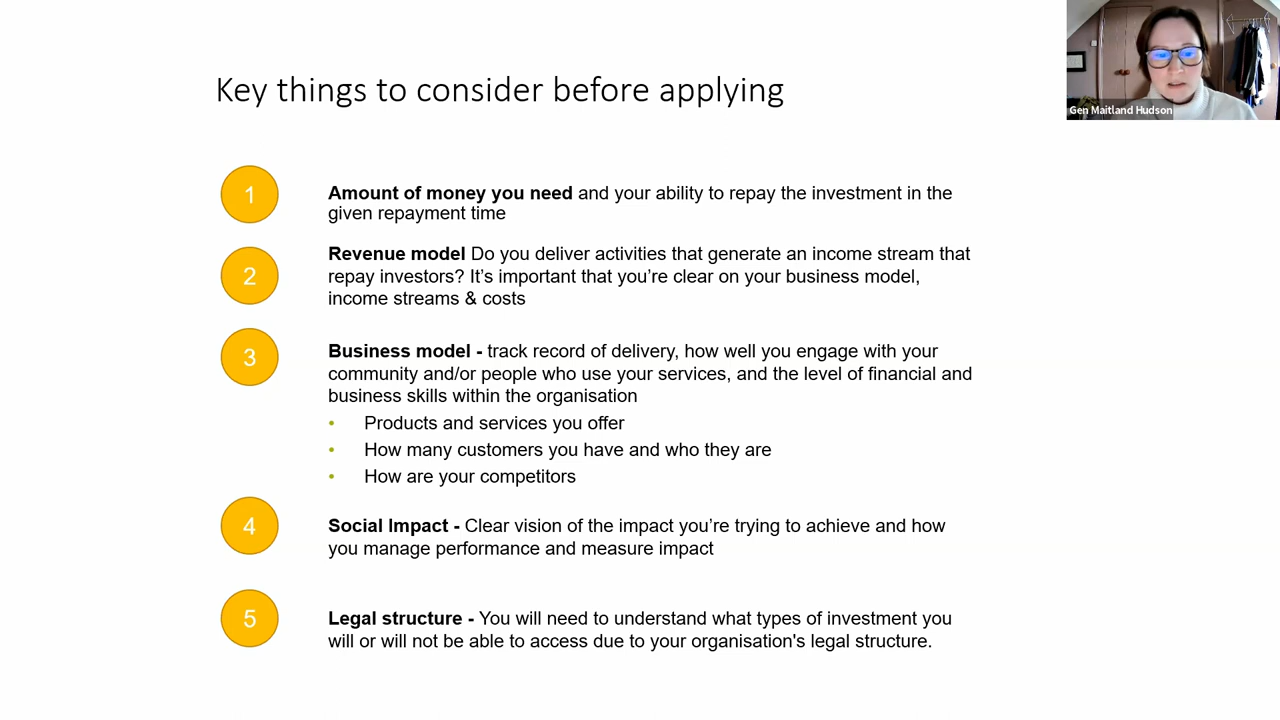 Key things to consider before applying
Gen Maitland Hudson
1
Amount of money you need and your ability to repay the investment in the
given repayment time
2
Revenue model Do you deliver activities that generate an income stream that
repay investors? It’s important that you’re clear on your business model,
income streams & costs
3
Business model - track record of delivery, how well you engage with your
community and/or people who use your services, and the level of financial and
business skills within the organisation
• Products and services you offer
• How many customers you have and who they are
• How are your competitors
4
Social Impact - Clear vision of the impact you’re trying to achieve and how
you manage performance and measure impact
5
Legal structure - You will need to understand what types of investment you
will or will not be able to access due to your organisation's legal structure.